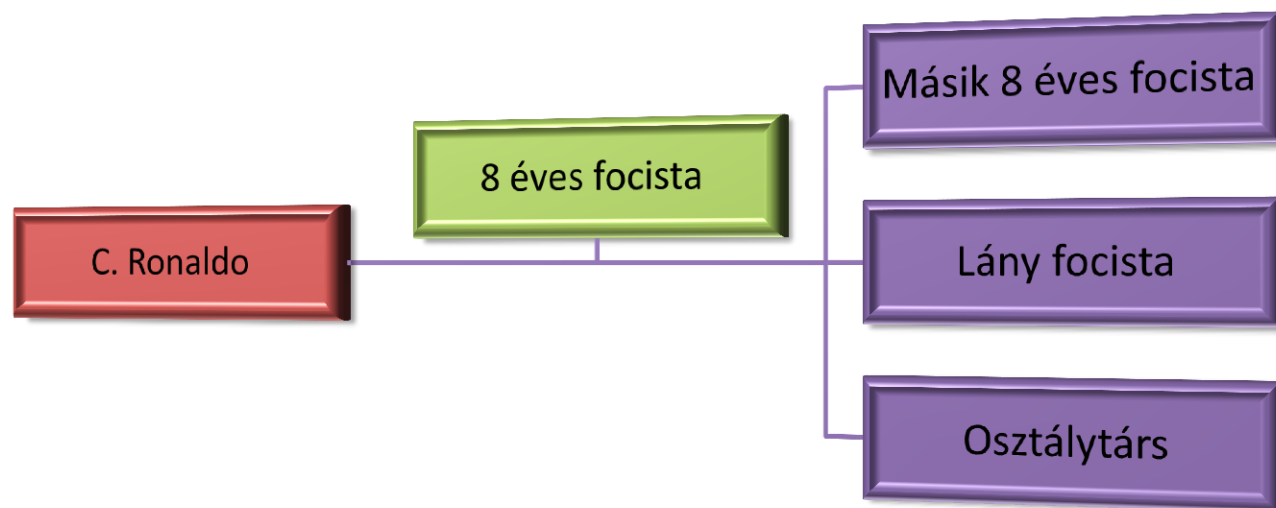 C. Ronaldo
8 éves focista
Másik 8 éves focista
Lány focista
Osztálytárs